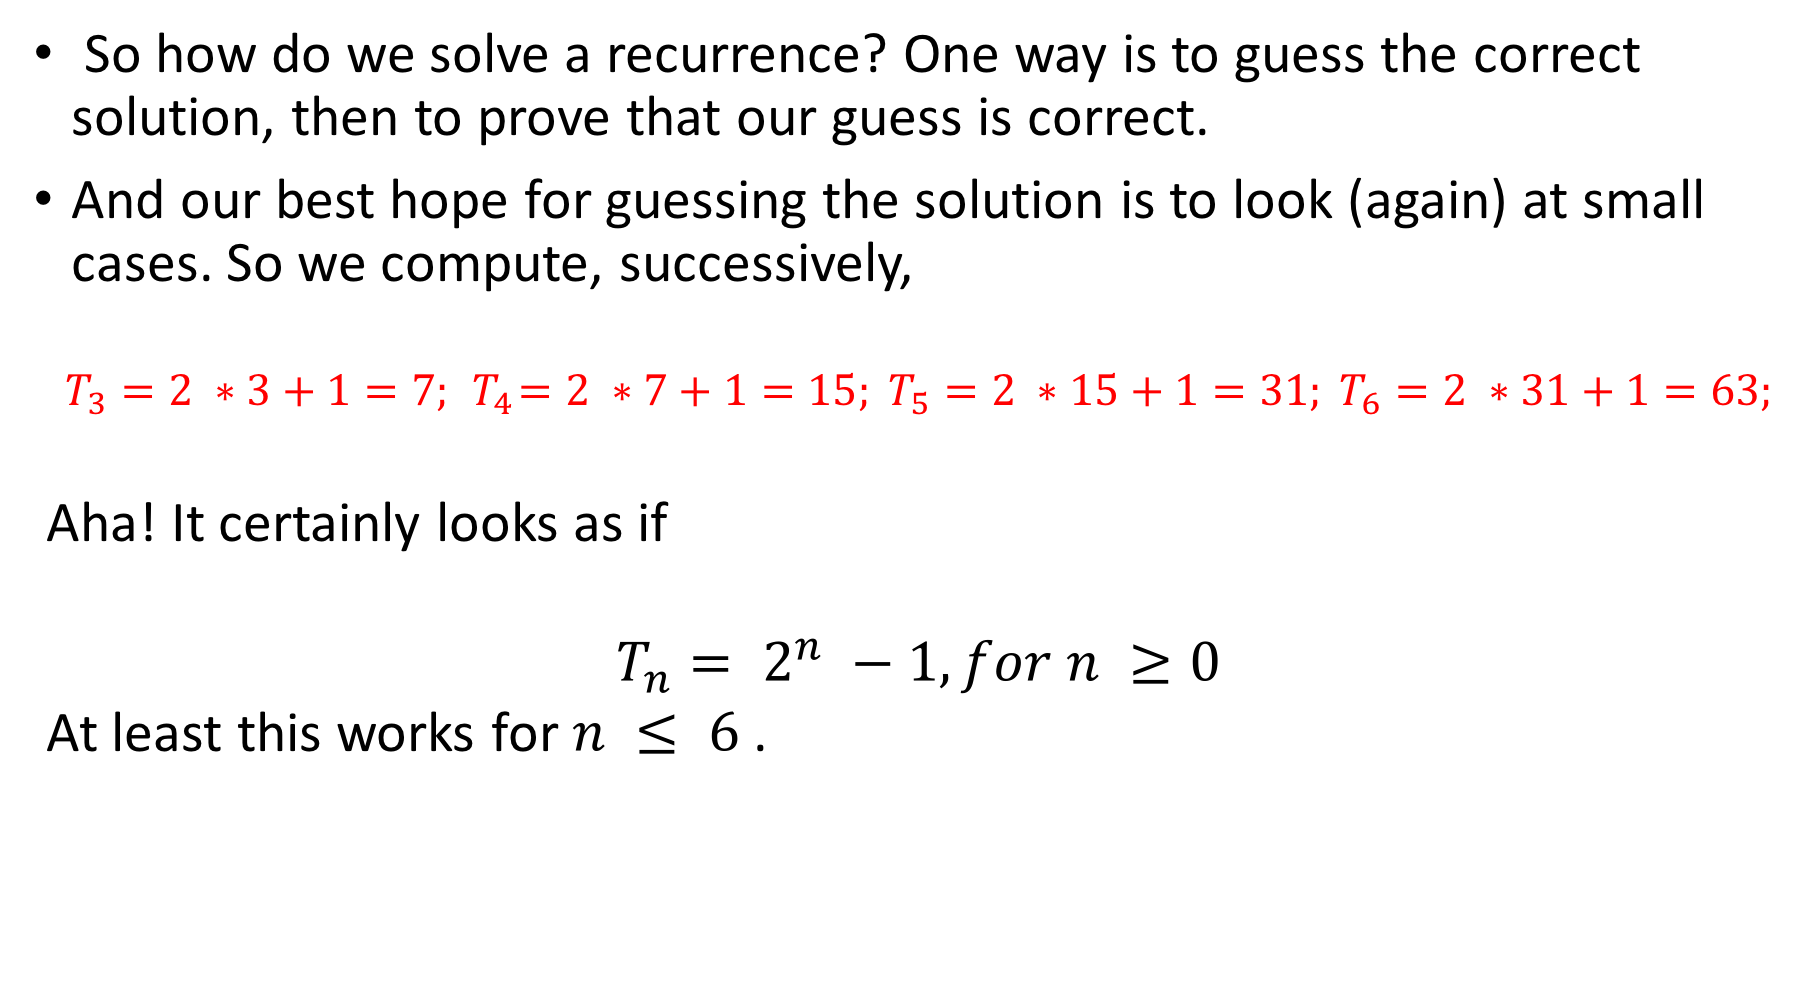 • So how do we solve a recurrence? One way is to guess the correct
solution, then to prove that our guess is correct.
• And our best hope for guessing the solution is to look (again) at small
cases. So we compute, successively,
T₃ = 2 ∗ 3 + 1 = 7; T₄ = 2 ∗ 7 + 1 = 15; T₅ = 2 ∗ 15 + 1 = 31; T₆ = 2 ∗ 31 + 1 = 63;
Aha! It certainly looks as if
Tₙ = 2ⁿ − 1, for n ≥ 0
At least this works for n ≤ 6 .